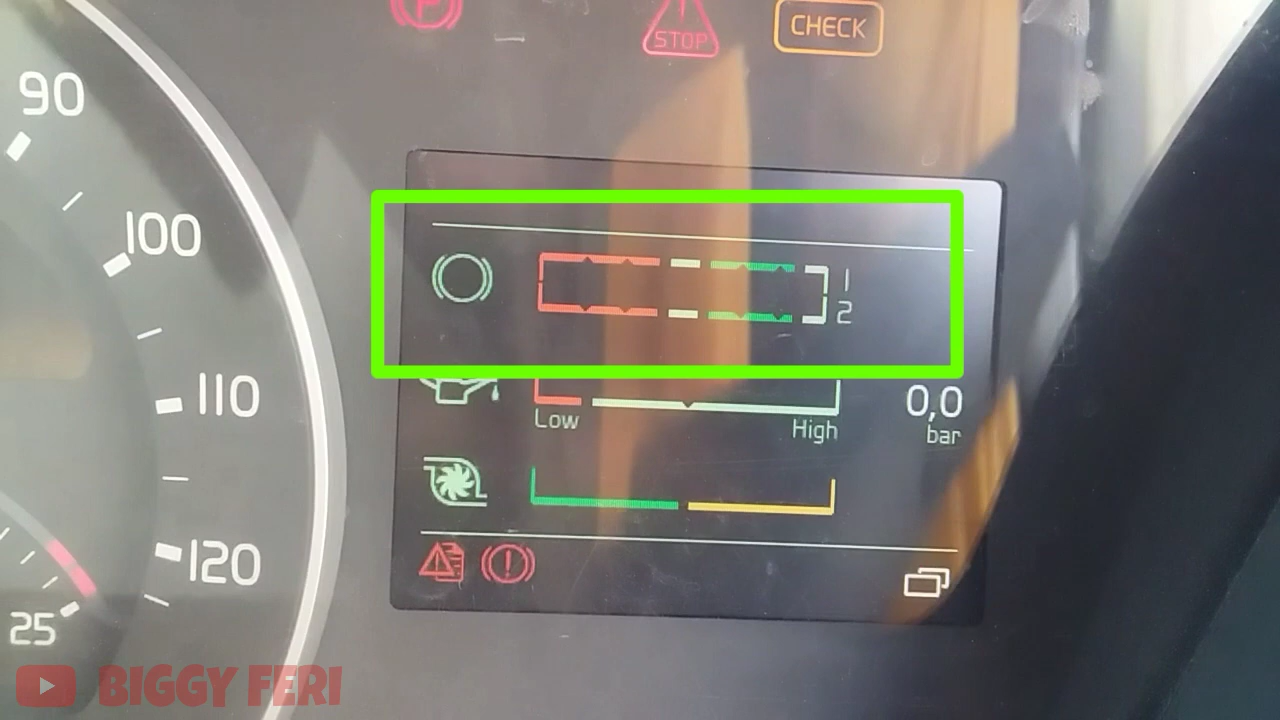 P
STOP
CHECK
90
100
110
120
25
1
2
Low
High
0,0
bar
BIGGY FERI